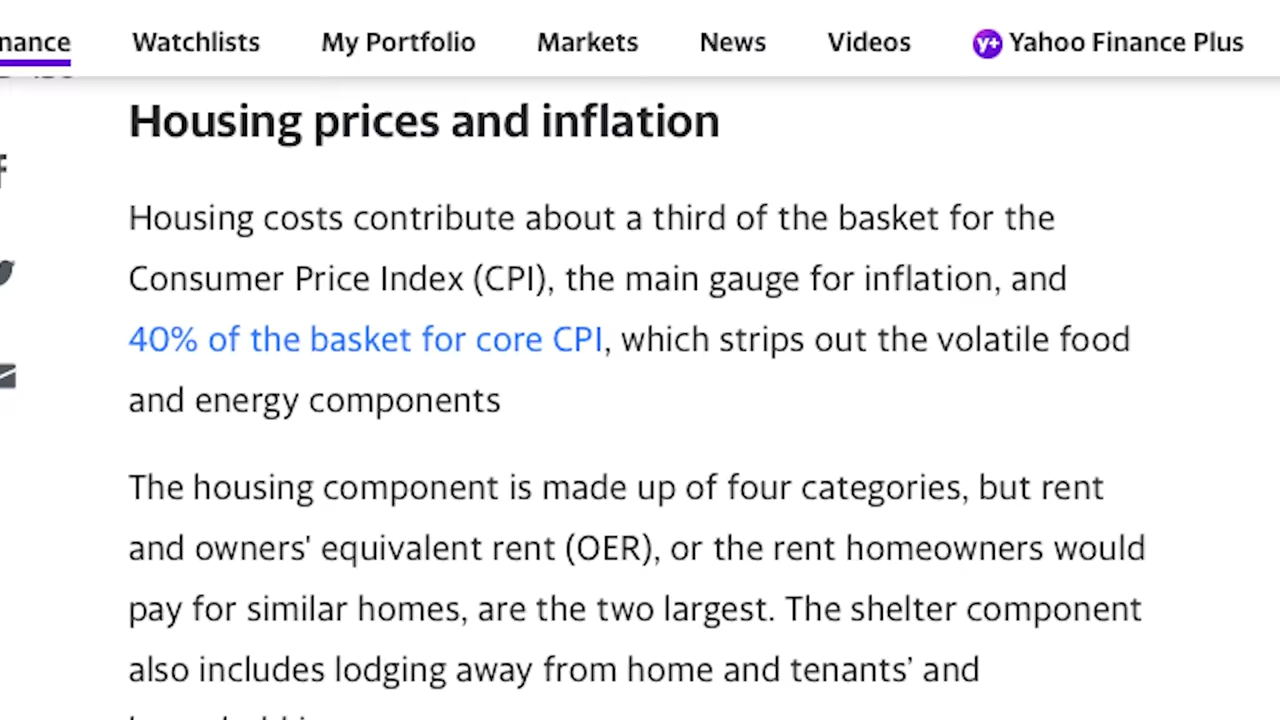 nance Watchlists My Portfolio Markets News Videos y+ Yahoo Finance Plus
Housing prices and inflation
Housing costs contribute about a third of the basket for the
Consumer Price Index (CPI), the main gauge for inflation, and
40% of the basket for core CPI, which strips out the volatile food
and energy components
The housing component is made up of four categories, but rent
and owners' equivalent rent (OER), or the rent homeowners would
pay for similar homes, are the two largest. The shelter component
also includes lodging away from home and tenants’ and